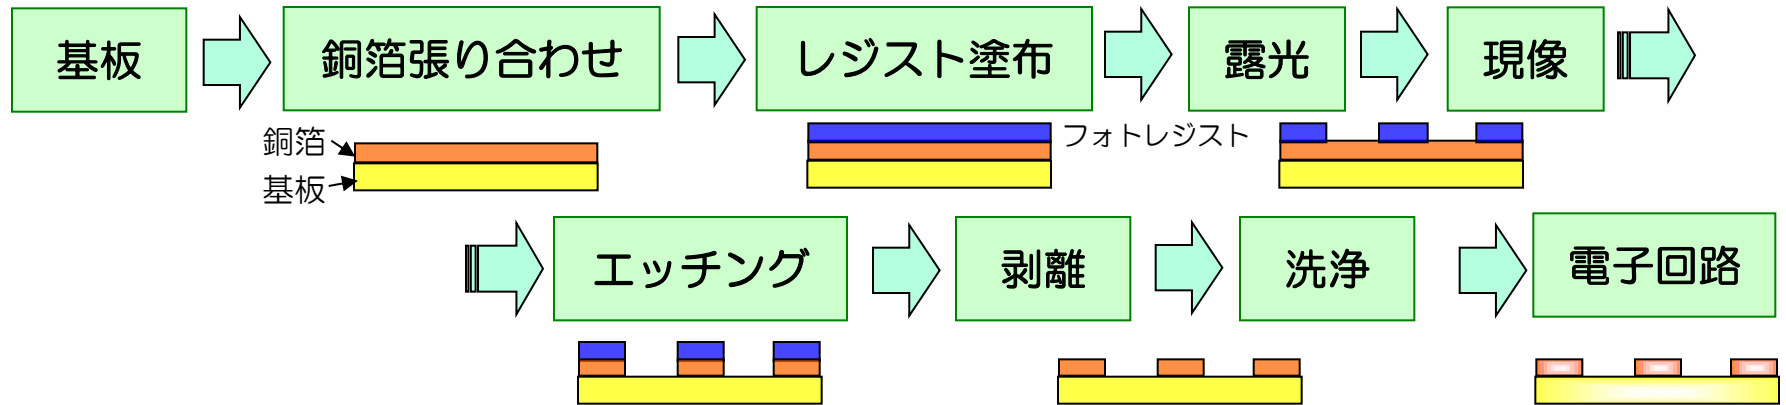 基板
銅箔張り合わせ
レジスト塗布
露光
現像
銅箔
基板
フォトレジスト
エッチング
剥離
洗浄
電子回路